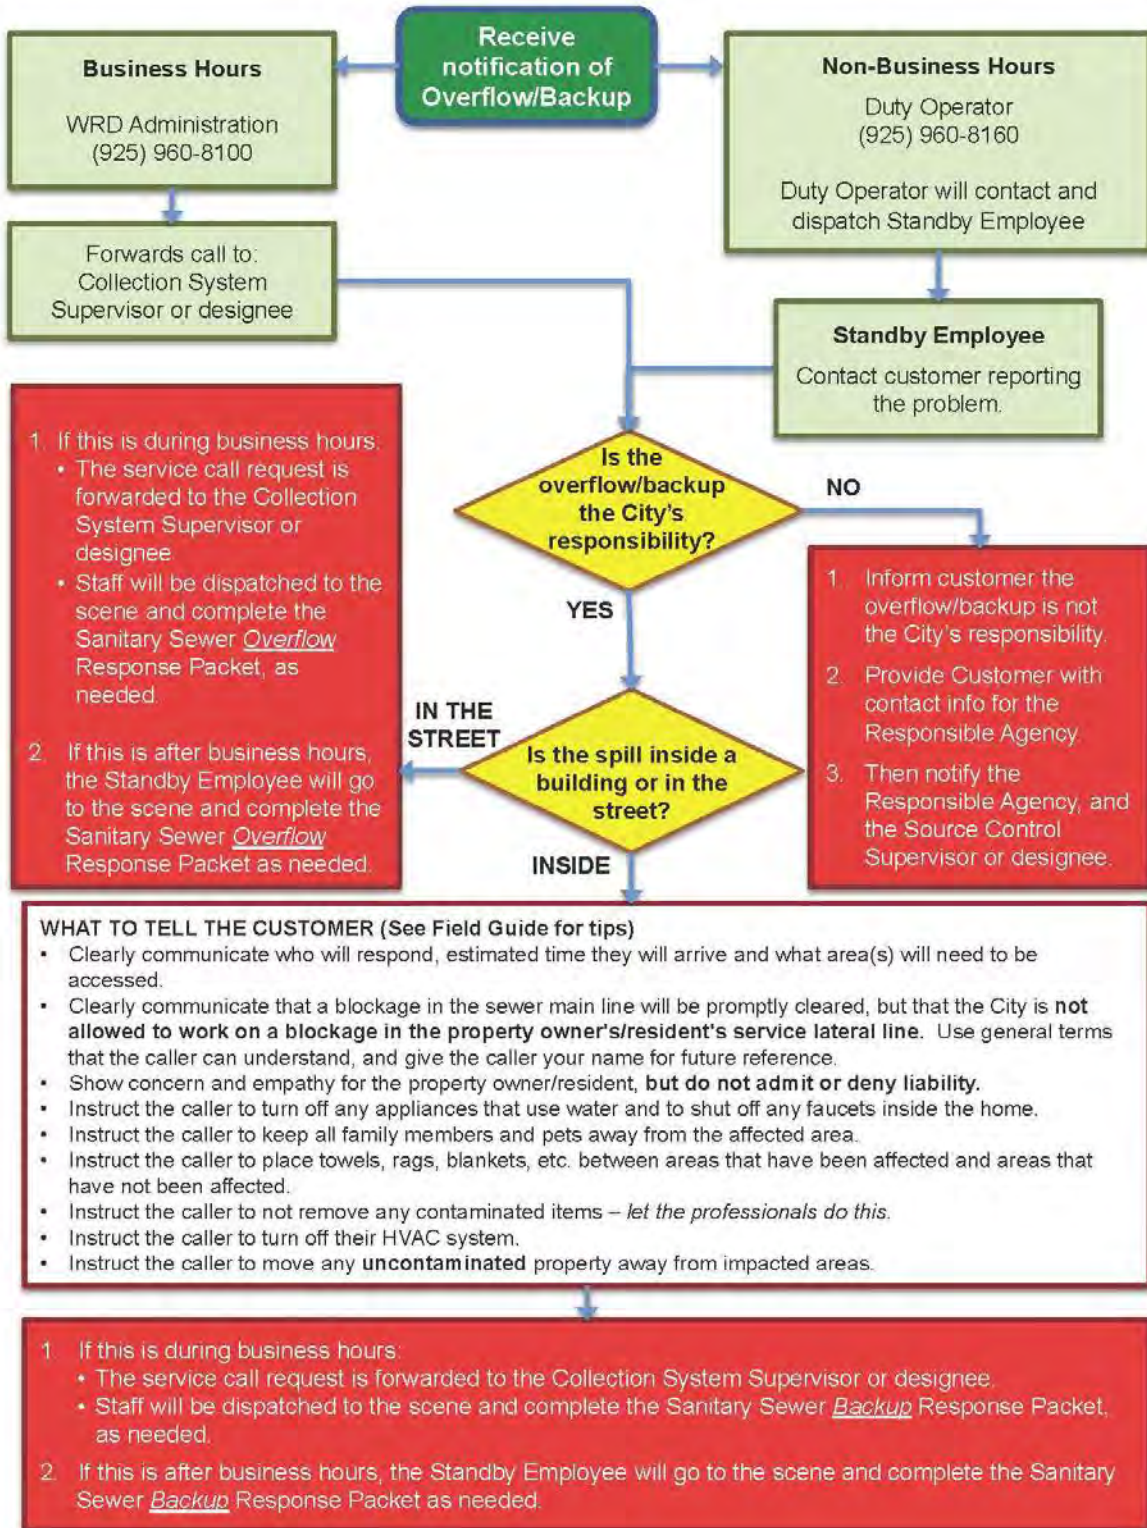 Receive
notification of
Overflow/Backup
Business Hours
WRD Administration
(925) 960-8100
Non-Business Hours
Duty Operator
(925) 960-8160
Duty Operator will contact and
dispatch Standby Employee
Forwards call to:
Collection System
Supervisor or designee
Standby Employee
Contact customer reporting
the problem.
Is the
overflow/backup
the City's
responsibility?
NO
YES
1. Inform customer the
overflow/backup is not
the City's responsibility.
2. Provide Customer with
contact info for the
Responsible Agency.
3. Then notify the
Responsible Agency, and
the Source Control
Supervisor or designee.
Is the spill inside a
building or in the
street?
IN THE
STREET
1. If this is during business hours:
• The service call request is
forwarded to the Collection
System Supervisor or
designee
• Staff will be dispatched to the
scene and complete the
Sanitary Sewer Overflow
Response Packet, as
needed.
2. If this is after business hours,
the Standby Employee will go
to the scene and complete the
Sanitary Sewer Overflow
Response Packet as needed.
INSIDE
WHAT TO TELL THE CUSTOMER (See Field Guide for tips)
• Clearly communicate who will respond, estimated time they will arrive and what area(s) will need to be
accessed.
• Clearly communicate that a blockage in the sewer main line will be promptly cleared, but that the City is not
allowed to work on a blockage in the property owner's/resident's service lateral line. Use general terms
that the caller can understand, and give the caller your name for future reference.
• Show concern and empathy for the property owner/resident, but do not admit or deny liability.
• Instruct the caller to turn off any appliances that use water and to shut off any faucets inside the home.
• Instruct the caller to keep all family members and pets away from the affected area.
• Instruct the caller to place towels, rags, blankets, etc. between areas that have been affected and areas that
have not been affected.
• Instruct the caller to not remove any contaminated items – let the professionals do this.
• Instruct the caller to turn off their HVAC system.
• Instruct the caller to move any uncontaminated property away from impacted areas.
1. If this is during business hours:
• The service call request is forwarded to the Collection System Supervisor or designee.
• Staff will be dispatched to the scene and complete the Sanitary Sewer Backup Response Packet,
as needed.
2. If this is after business hours, the Standby Employee will go to the scene and complete the Sanitary
Sewer Backup Response Packet as needed.